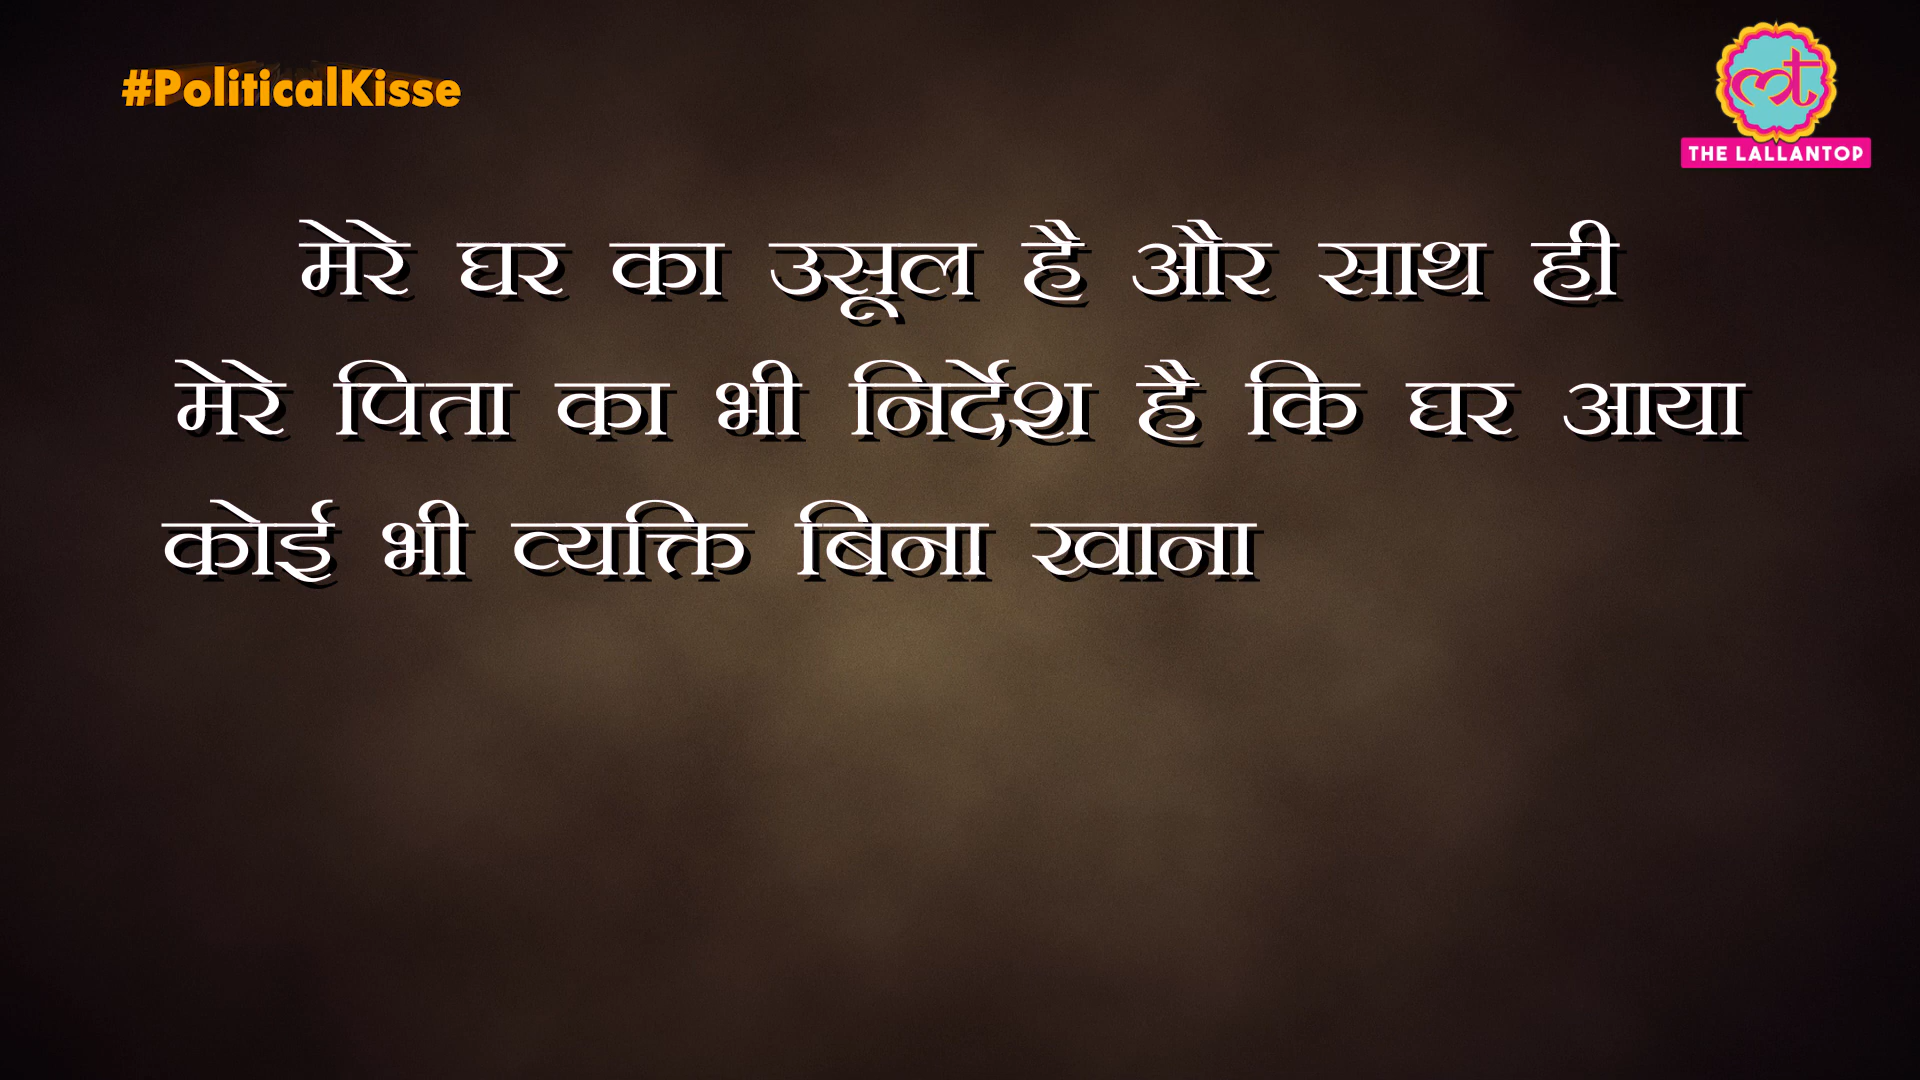 #PoliticalKisse
THE LALLANTOP
मेरे घर का उसूल है और साथ ही
मेरे पिता का भी निर्देश है कि घर आया
कोई भी व्यक्ति बिना खाना